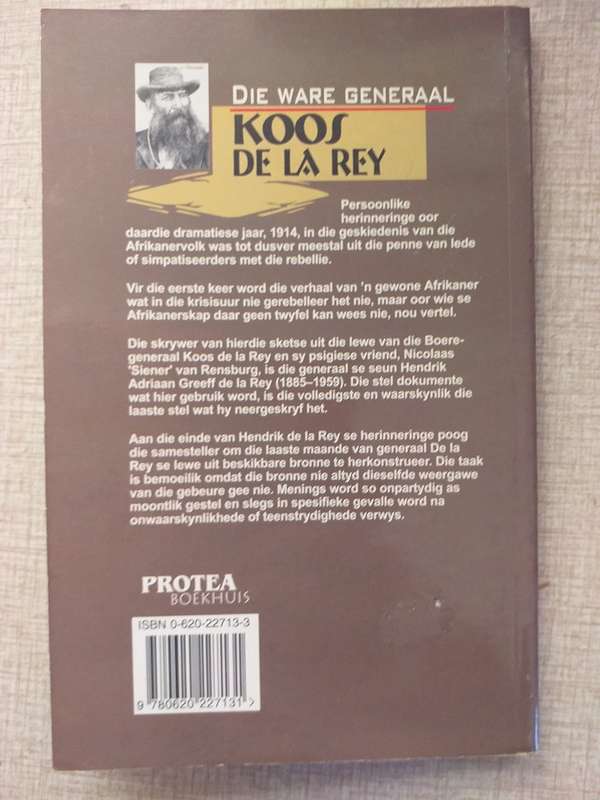 DIE WARE GENERAAL
KOOS
DE LA REY
Persoonlike
herinneringe oor
daardie dramatiese jaar, 1914, in die geskiedenis van die
Afrikanervolk was tot dusver meestal uit die penne van lede
of simpatiseerders met die rebellie.
Vir die eerste keer word die verhaal van 'n gewone Afrikaner
wat in die krisisuur nie gerebelleer het nie, maar oor wie se
Afrikanerskap daar geen twyfel kan wees nie, nou vertel.
Die skrywer van hierdie sketse uit die lewe van die Boere-
generaal Koos de la Rey en sy psigiese vriend, Nicolaas
'Siener' van Rensburg, is die generaal se seun Hendrik
Adriaan Greeff de la Rey (1885–1959). Die stel dokumente
wat hier gebruik word, is die volledigste en waarskynlik die
laaste stel wat hy neergeskryf het.
Aan die einde van Hendrik de la Rey se herinneringe poog
die samesteller om die laaste maande van generaal De la
Rey se lewe uit beskikbare bronne te herkonstrueer. Die taak
is bemoeilik omdat die bronne nie altyd dieselfde weergawe
van die gebeure gee nie. Menings word so onpartydig as
moontlik gestel en slegs in spesifieke gevalle word na
onwaarskynlikhede of teenstrydighede verwys.
PROTEA
BOEKHUIS
ISBN 0-620-22713-3
9 780620 227131 >